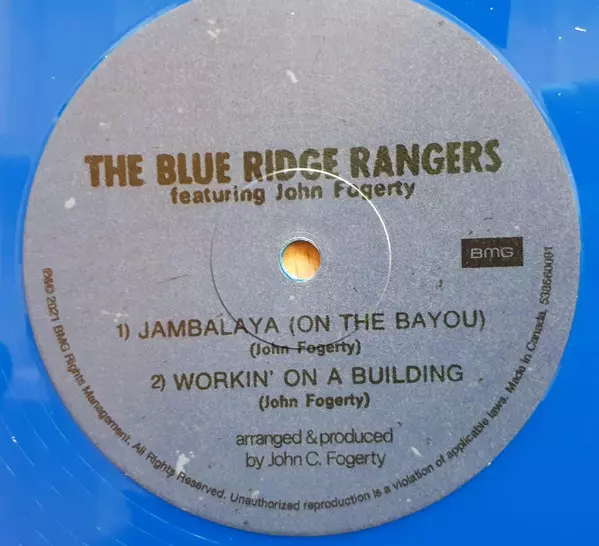 THE BLUE RIDGE RANGERS
featuring John Fogerty
BMG
1) JAMBALAYA (ON THE BAYOU)
(John Fogerty)
2) WORKIN' ON A BUILDING
(John Fogerty)
arranged & produced
by John C. Fogerty
℗© 2021 BMG Rights Management. All Rights Reserved. Unauthorized reproduction is a violation of applicable laws. Made in Canada. 538660091